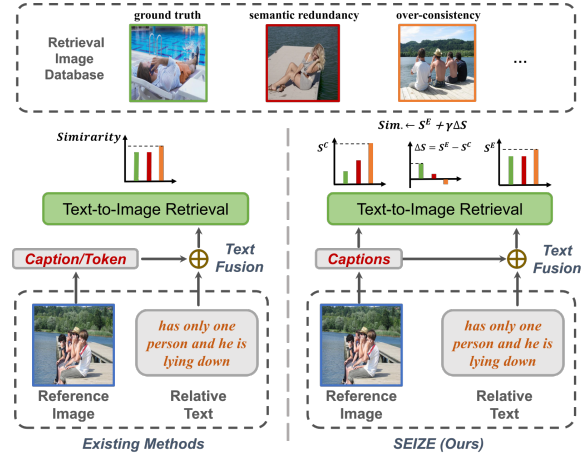 ground truth
semantic redundancy
over-consistency
Retrieval
Image
Database
...
Simirarity
Sim. ← S^E + γΔS
S^C
ΔS = S^E − S^C
S^E
Text-to-Image Retrieval
Text-to-Image Retrieval
Caption/Token
Text
Fusion
Captions
Text
Fusion
has only one
person and he is
lying down
has only one
person and he is
lying down
Reference
Image
Relative
Text
Reference
Image
Relative
Text
Existing Methods
SEIZE (Ours)